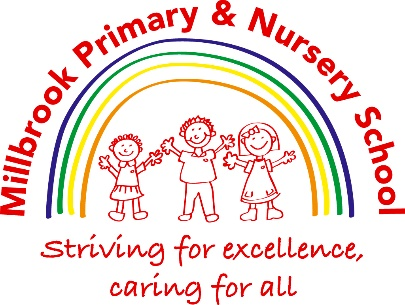 Millbrook Primary & Nursery School
Striving for excellence,
caring for all